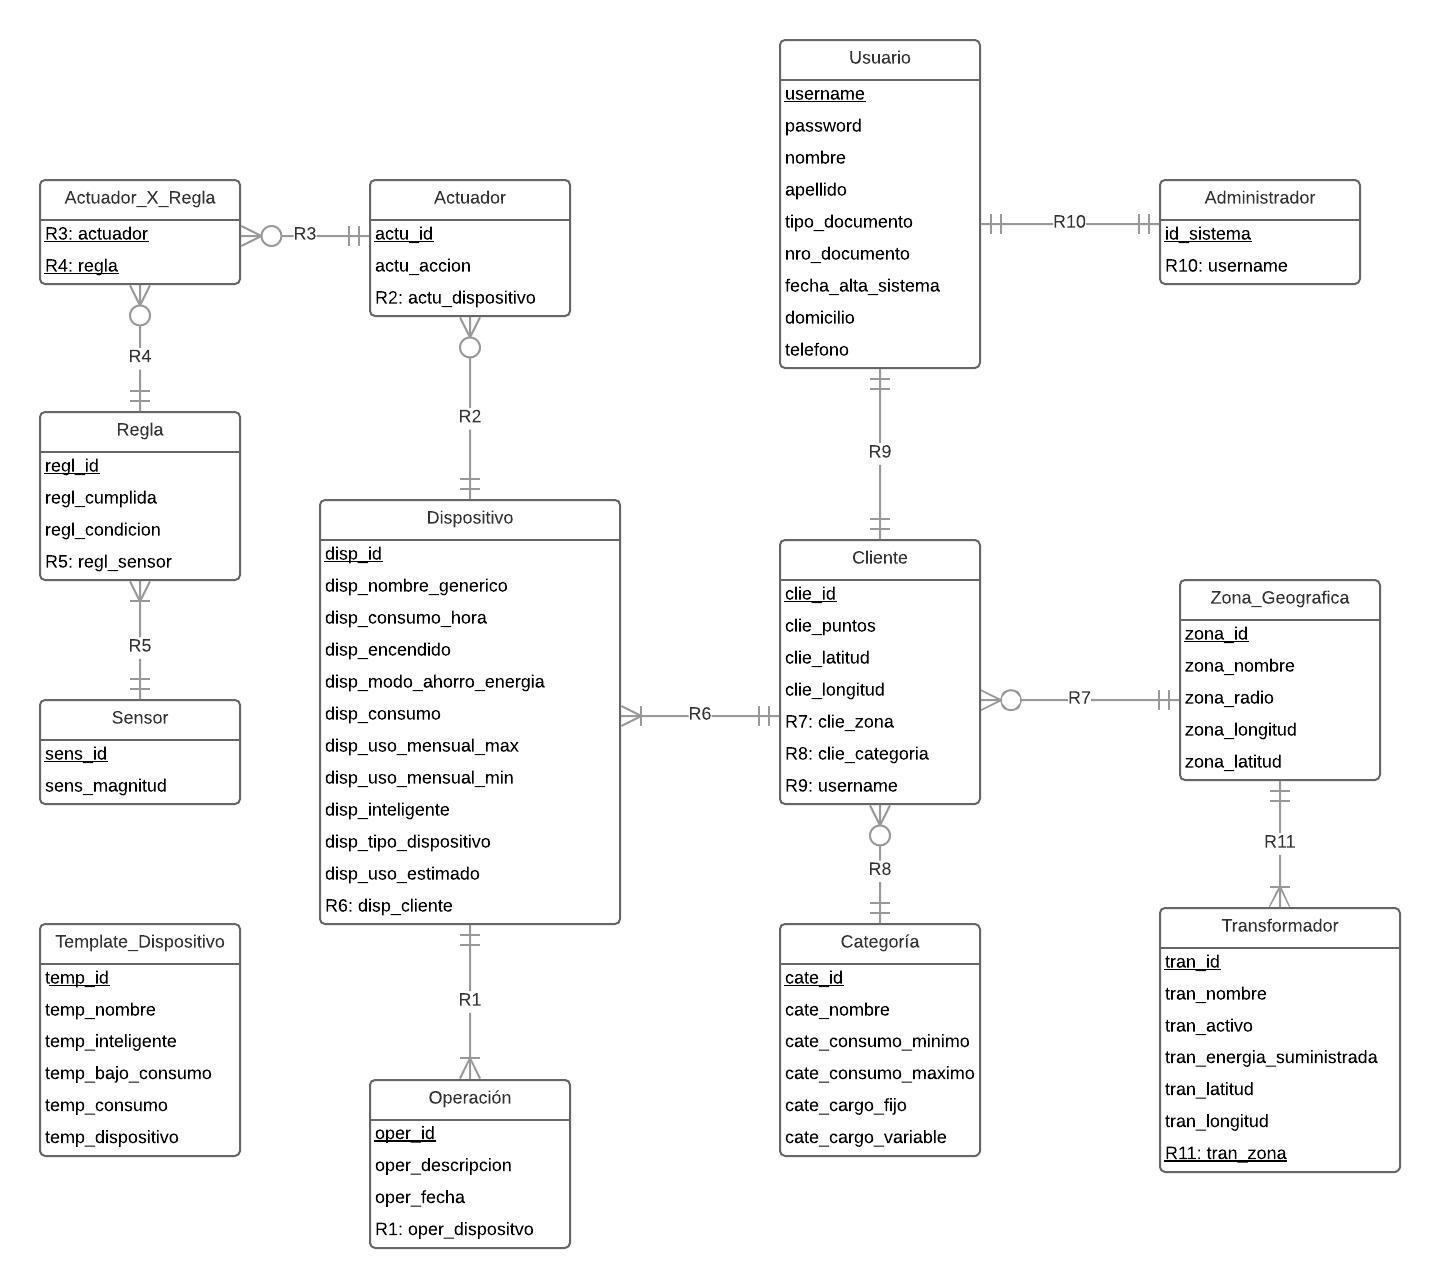 Usuario
username
password
nombre
apellido
tipo_documento
nro_documento
fecha_alta_sistema
domicilio
telefono
Actuador_X_Regla
R3: actuador
R4: regla
R3
Actuador
actu_id
actu_accion
R2: actu_dispositivo
R10
Administrador
id_sistema
R10: username
R4
R2
R9
Regla
regl_id
regl_cumplida
regl_condicion
R5: regl_sensor
R5
Sensor
sens_id
sens_magnitud
Dispositivo
disp_id
disp_nombre_generico
disp_consumo_hora
disp_encendido
disp_modo_ahorro_energia
disp_consumo
disp_uso_mensual_max
disp_uso_mensual_min
disp_inteligente
disp_tipo_dispositivo
disp_uso_estimado
R6: disp_cliente
R6
Cliente
clie_id
clie_puntos
clie_latitud
clie_longitud
R7: clie_zona
R8: clie_categoria
R9: username
R7
Zona_Geografica
zona_id
zona_nombre
zona_radio
zona_longitud
zona_latitud
R8
R11
Template_Dispositivo
temp_id
temp_nombre
temp_inteligente
temp_bajo_consumo
temp_consumo
temp_dispositivo
R1
Operación
oper_id
oper_descripcion
oper_fecha
R1: oper_dispositvo
Categoría
cate_id
cate_nombre
cate_consumo_minimo
cate_consumo_maximo
cate_cargo_fijo
cate_cargo_variable
Transformador
tran_id
tran_nombre
tran_activo
tran_energia_suministrada
tran_latitud
tran_longitud
R11: tran_zona